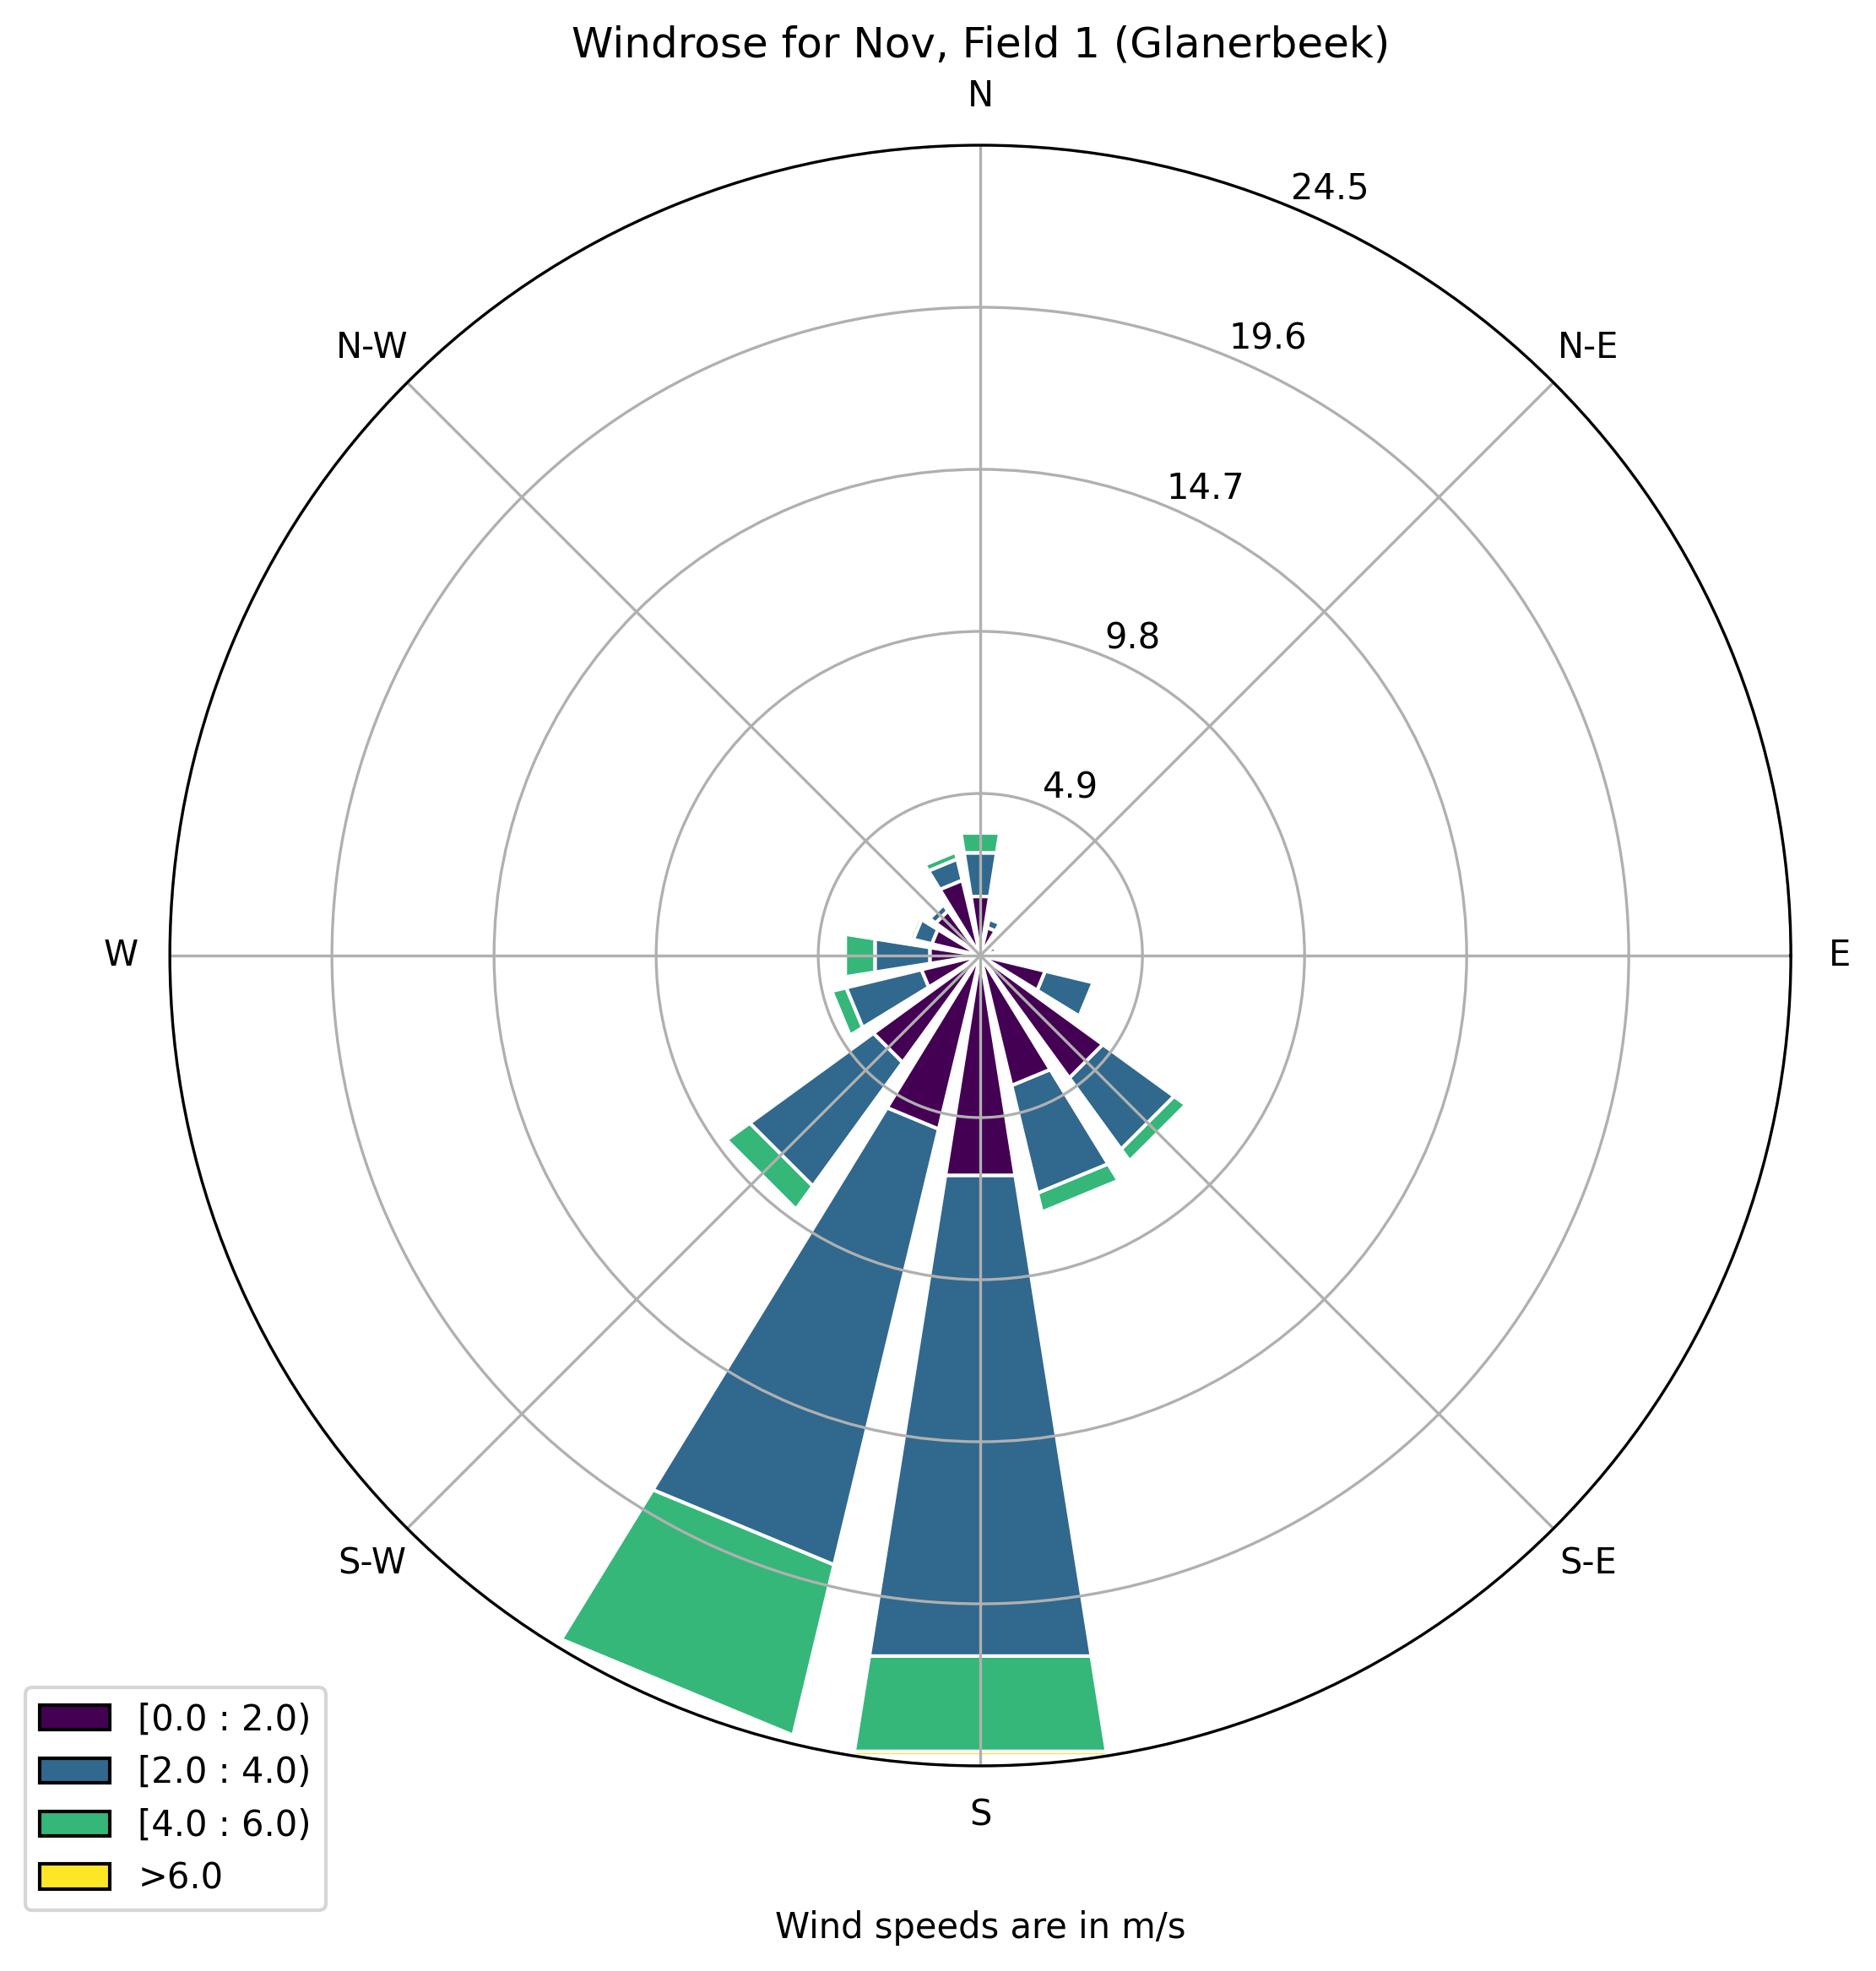 Windrose for Nov, Field 1 (Glanerbeek)
N
24.5
N-W
19.6
N-E
14.7
9.8
4.9
W
E
S-W
S-E
[0.0 : 2.0)
[2.0 : 4.0)
S
[4.0 : 6.0)
>6.0
Wind speeds are in m/s